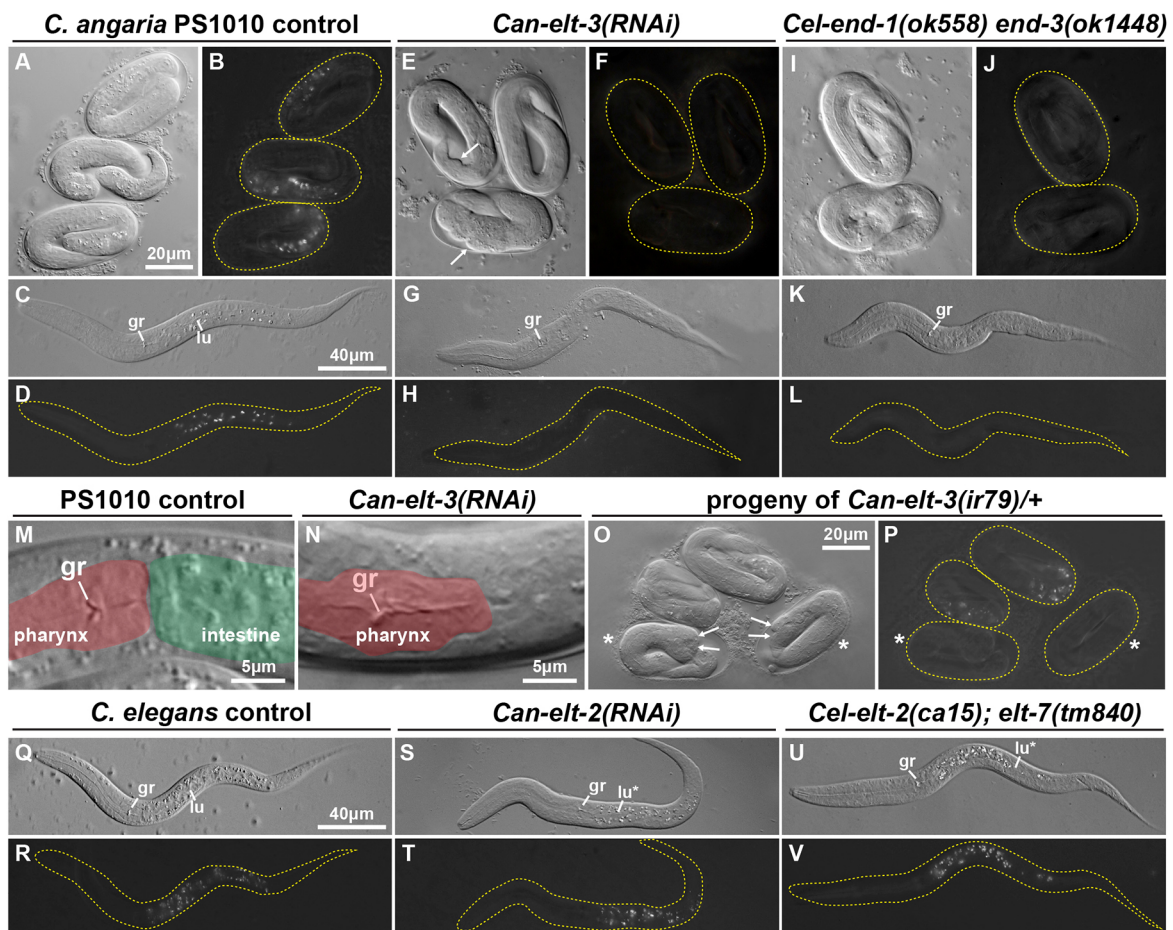 C. angaria PS1010 control
Can-elt-3(RNAi)
Cel-end-1(ok558) end-3(ok1448)
A
B
E
F
I
J
20µm
C
gr
lu
40µm
G
gr
K
gr
D
H
L
PS1010 control
Can-elt-3(RNAi)
progeny of Can-elt-3(ir79)/+
M
gr
pharynx
intestine
5µm
N
gr
pharynx
5µm
O
20µm
*
*
P
*
*
C. elegans control
Can-elt-2(RNAi)
Cel-elt-2(ca15); elt-7(tm840)
Q
gr
lu
40µm
S
gr
lu*
U
gr
lu*
R
T
V